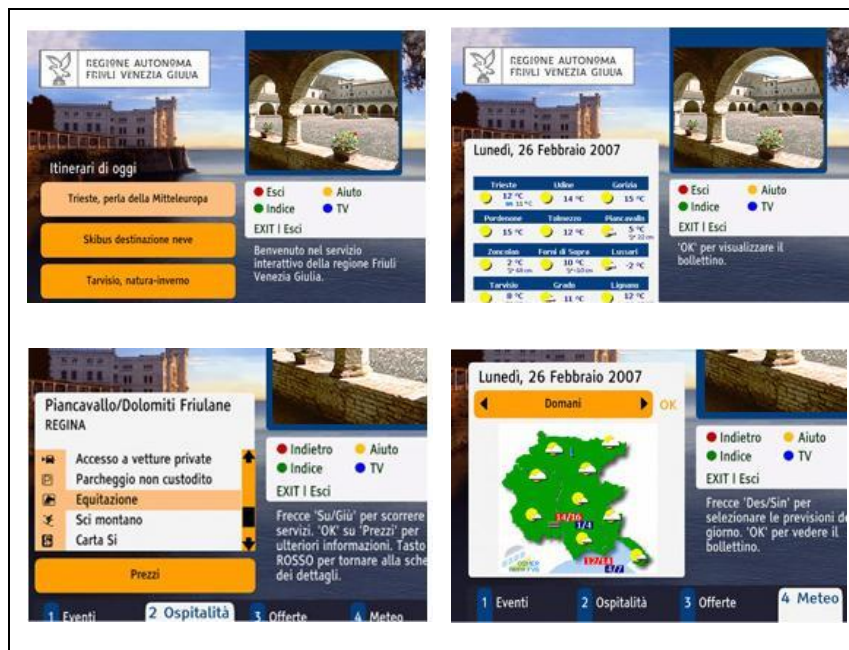 REGIONE AUTONOMA
FRIULI VENEZIA GIULIA
Itinerari di oggi
Trieste, perla della Mitteleuropa
Skibus destinazione neve
Tarvisio, natura-inverno
Esci Aiuto
Indice TV
EXIT | Esci
Benvenuto nel servizio
interattivo della regione Friuli
Venezia Giulia.
REGIONE AUTONOMA
FRIULI VENEZIA GIULIA
Lunedì, 26 Febbraio 2007
Trieste Udine Gorizia
12 °C 14 °C 15 °C
Pordenone Tolmezzo Piancavallo
15 °C 12 °C 5 °C
Zoncolan Forni di Sopra Lussari
2 °C 10 °C -2 °C
Tarvisio Grado Lignano
8 °C 11 °C 12 °C
Esci Aiuto
Indice TV
EXIT | Esci
'OK' per visualizzare il
bollettino.
Piancavallo/Dolomiti Friulane
REGINA
Accesso a vetture private
Parcheggio non custodito
Equitazione
Sci montano
Carta Si
Prezzi
Indietro Aiuto
Indice TV
EXIT | Esci
Frecce 'Su/Giù' per scorrere
servizi. 'OK' su 'Prezzi' per
ulteriori informazioni. Tasto
ROSSO per tornare alla sche
dei dettagli.
1 Eventi 2 Ospitalità 3 Offerte 4 Meteo
Lunedì, 26 Febbraio 2007
Domani OK
14/16
1/4
12/14
4/7
Indietro Aiuto
Indice TV
EXIT | Esci
Frecce 'Des/Sin' per
selezionare le previsioni de
giorno. 'OK' per vedere il
bollettino.
1 Eventi 2 Ospitalità 3 Offerte 4 Meteo